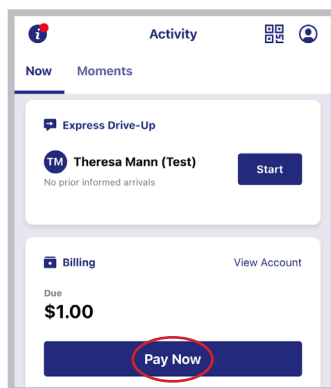 Activity
Now Moments
Express Drive-Up
TM Theresa Mann (Test)
No prior informed arrivals
Start
Billing View Account
Due
$1.00
Pay Now